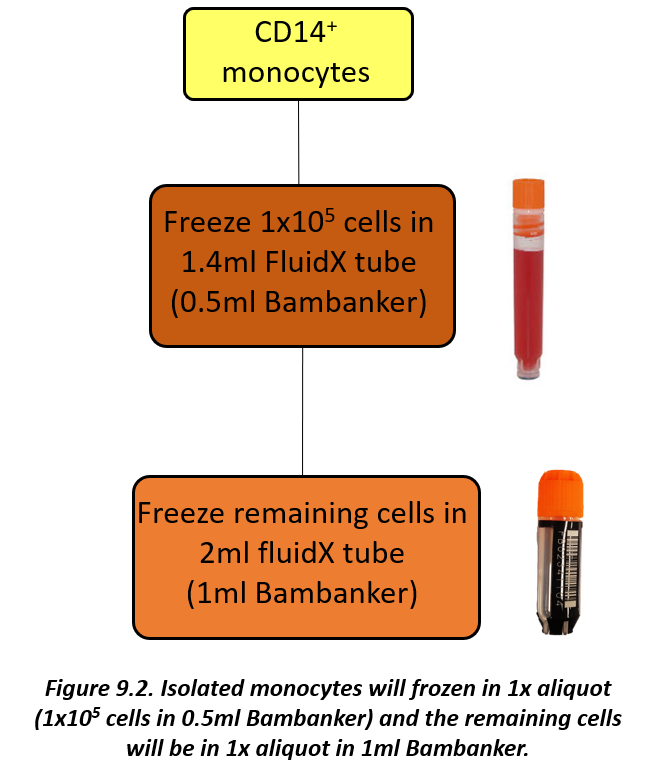 CD14⁺
monocytes
Freeze 1x10⁵ cells in
1.4ml FluidX tube
(0.5ml Bambanker)
Freeze remaining cells in
2ml fluidX tube
(1ml Bambanker)
Figure 9.2. Isolated monocytes will frozen in 1x aliquot
(1x10⁵ cells in 0.5ml Bambanker) and the remaining cells
will be in 1x aliquot in 1ml Bambanker.